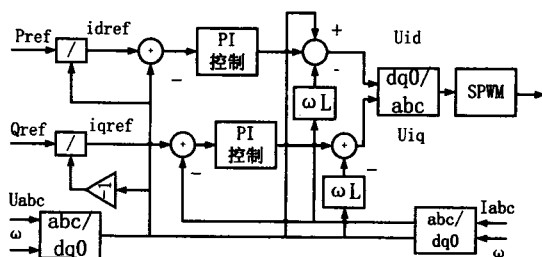 Pref
/
idref
+
−
PI
控制
+
-
Uid
ωL
dq0/
abc
SPWM
Qref
/
iqref
+
−
PI
控制
+
−
Uiq
-1
ωL
Uabc
ω
abc/
dq0
abc/
dq0
Iabc
ω